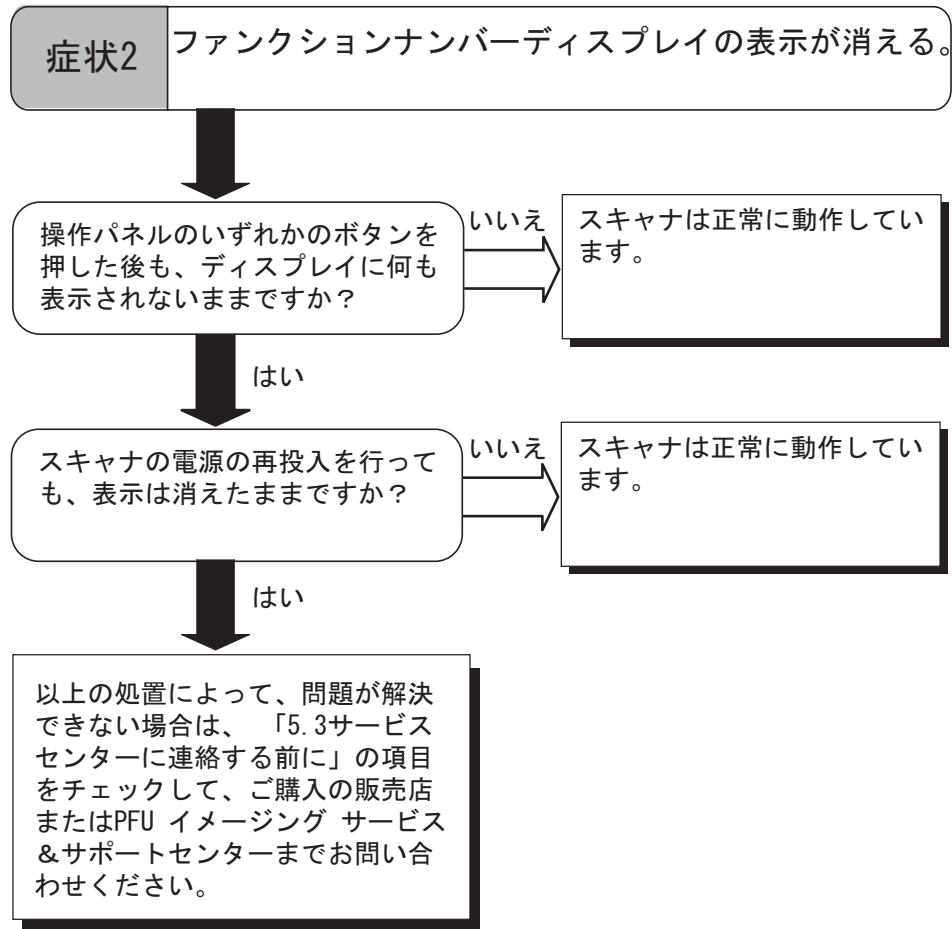 症状2
ファンクションナンバーディスプレイの表示が消える。
操作パネルのいずれかのボタンを
押した後も、ディスプレイに何も
表示されないままですか？
いいえ
スキャナは正常に動作してい
ます。
はい
スキャナの電源の再投入を行って
も、表示は消えたままですか？
いいえ
スキャナは正常に動作してい
ます。
はい
以上の処置によって、問題が解決
できない場合は、 「5.3サービス
センターに連絡する前に」の項目
をチェックして、ご購入の販売店
またはPFU イメージング サービス
＆サポートセンターまでお問い合
わせください。